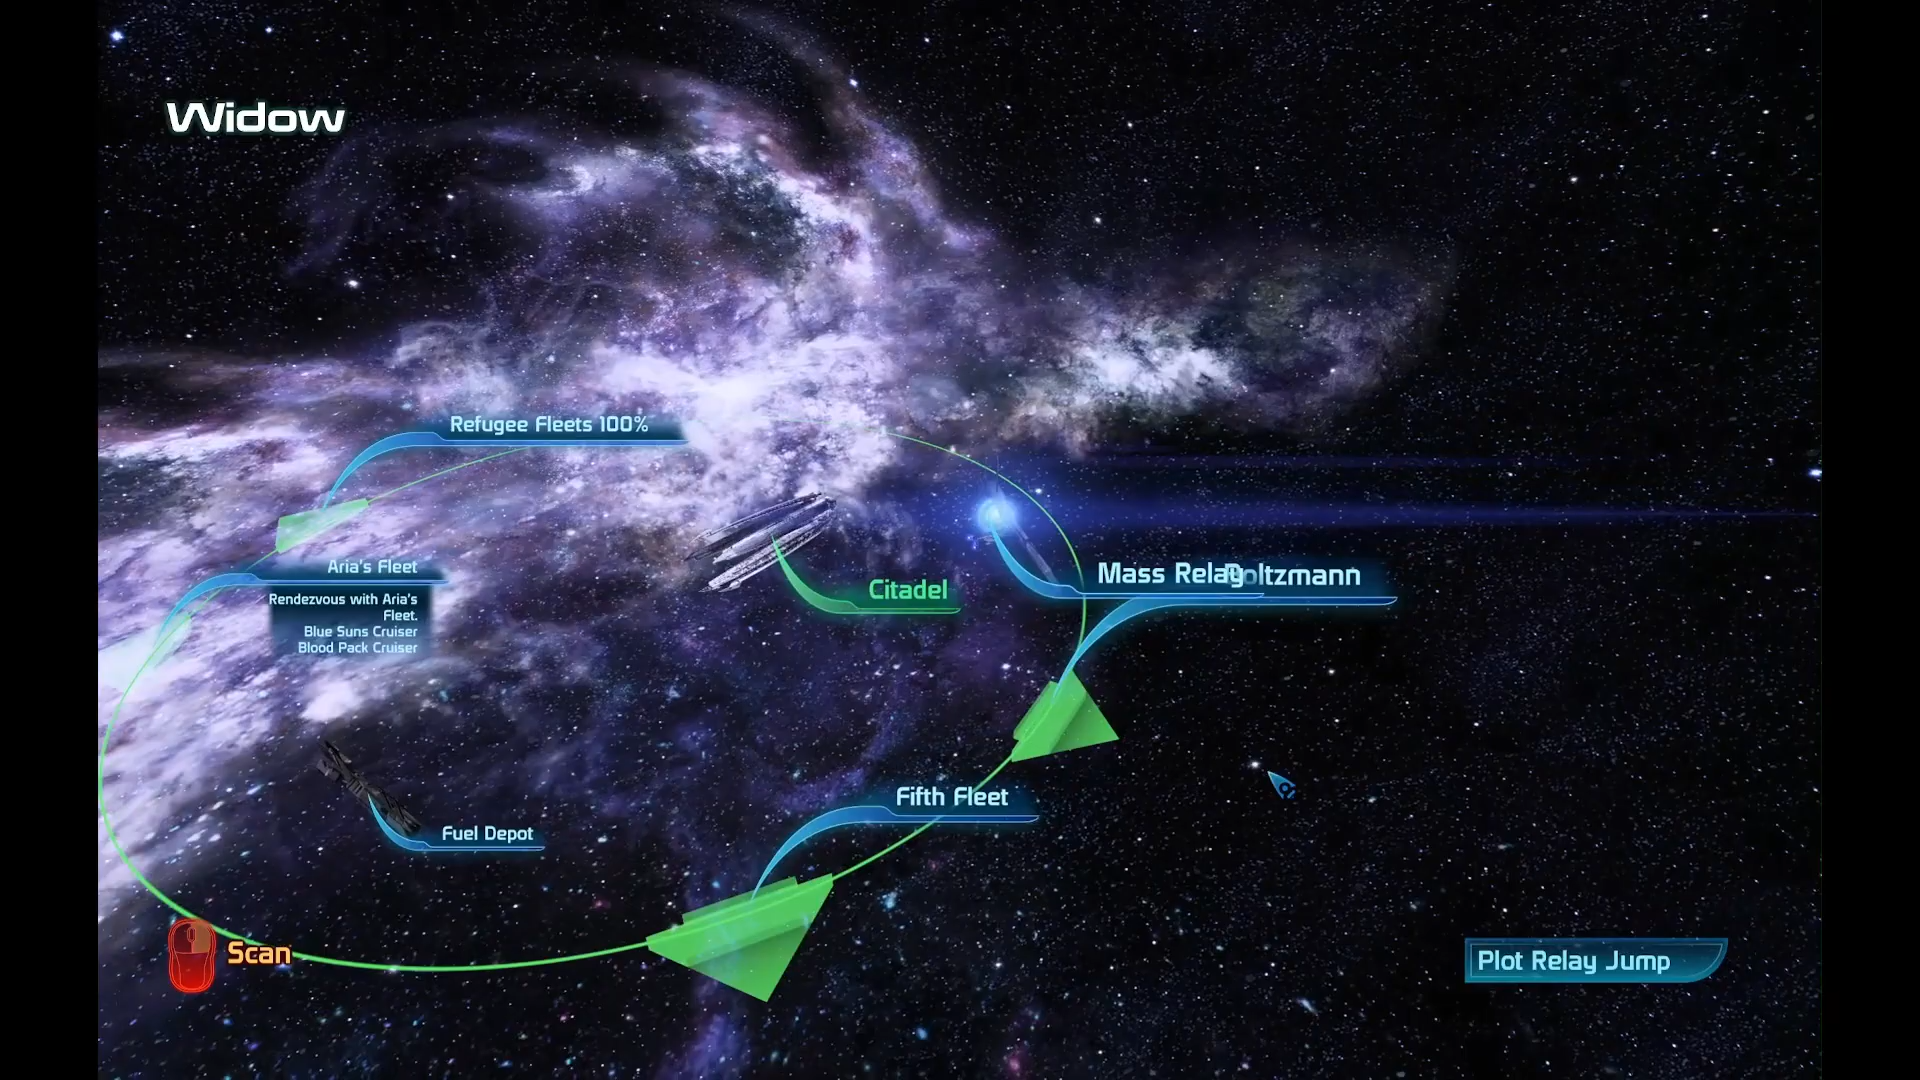 Widow
Refugee Fleets 100%
Aria's Fleet
Rendezvous with Aria's
Fleet.
Blue Suns Cruiser
Blood Pack Cruiser
Citadel
Mass Relay
Boltzmann
Fifth Fleet
Fuel Depot
Scan
Plot Relay Jump